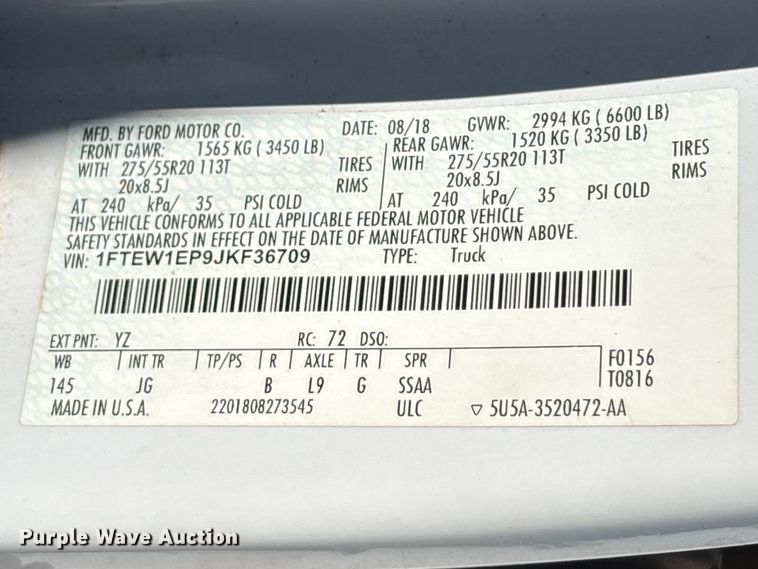 MFD. BY FORD MOTOR CO. DATE: 08/18 GVWR: 2994 KG ( 6600 LB)
FRONT GAWR: 1565 KG ( 3450 LB) REAR GAWR: 1520 KG ( 3350 LB)
WITH 275/55R20 113T TIRES WITH 275/55R20 113T TIRES
20x8.5J RIMS 20x8.5J RIMS
AT 240 kPa/ 35 PSI COLD AT 240 kPa/ 35 PSI COLD
THIS VEHICLE CONFORMS TO ALL APPLICABLE FEDERAL MOTOR VEHICLE
SAFETY STANDARDS IN EFFECT ON THE DATE OF MANUFACTURE SHOWN ABOVE.
VIN: 1FTEW1EP9JKF36709 TYPE: Truck
EXT PNT: YZ RC: 72 DSO:
WB INT TR TP/PS R AXLE TR SPR F0156
145 JG B L9 G SSAA T0816
MADE IN U.S.A. 2201808273545 ULC ▽ 5U5A-3520472-AA
Purple Wave Auction